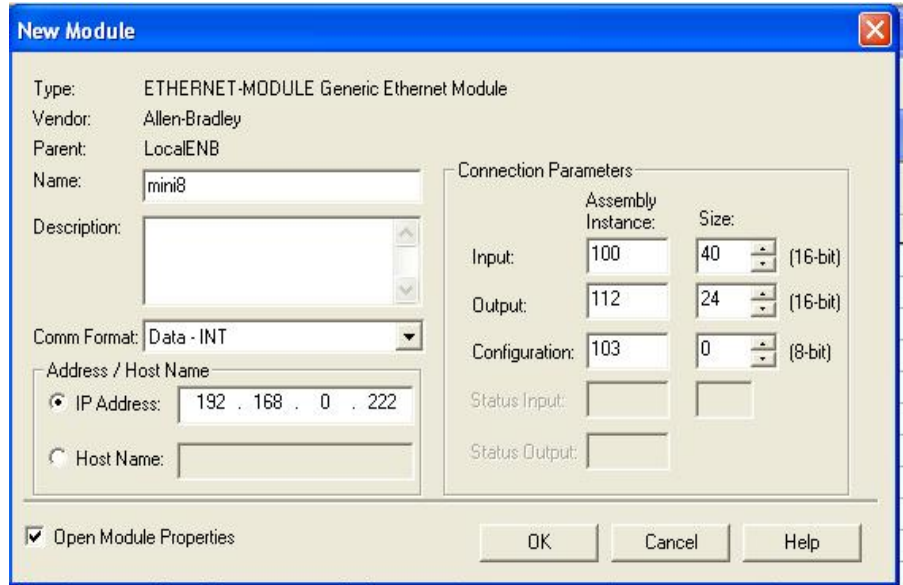 New Module
Type: ETHERNET-MODULE Generic Ethernet Module
Vendor: Allen-Bradley
Parent: LocalENB
Name: mini8
Description:
Comm Format: Data - INT
Address / Host Name
IP Address: 192 . 168 . 0 . 222
Host Name:
Connection Parameters
Assembly Instance: Size:
Input: 100 40 (16-bit)
Output: 112 24 (16-bit)
Configuration: 103 0 (8-bit)
Status Input:
Status Output:
Open Module Properties
OK Cancel Help